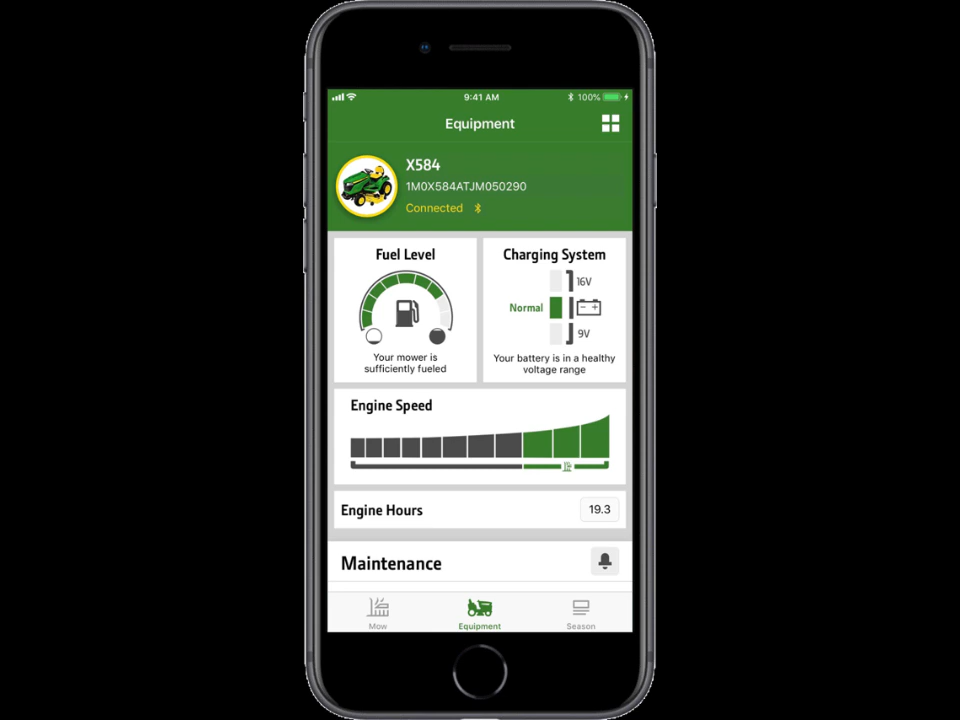 9:41 AM
100%
Equipment
X584
1M0X584ATJM050290
Connected
Fuel Level
Your mower is
sufficiently fueled
Charging System
16V
Normal
9V
Your battery is in a healthy
voltage range
Engine Speed
Engine Hours
19.3
Maintenance
Mow
Equipment
Season